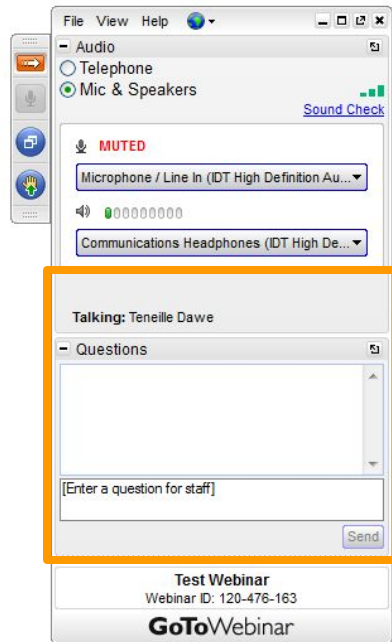 File View Help
Audio
Telephone
Mic & Speakers
Sound Check
MUTED
Microphone / Line In (IDT High Definition Au...
Communications Headphones (IDT High De...
Talking: Teneille Dawe
Questions
[Enter a question for staff]
Send
Test Webinar
Webinar ID: 120-476-163
GoToWebinar